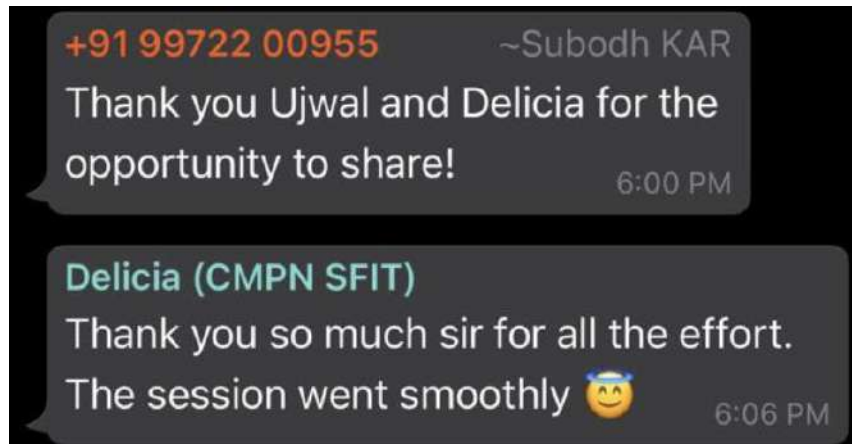 +91 99722 00955 ~Subodh KAR
Thank you Ujwal and Delicia for the
opportunity to share!
6:00 PM
Delicia (CMPN SFIT)
Thank you so much sir for all the effort.
The session went smoothly 😇
6:06 PM